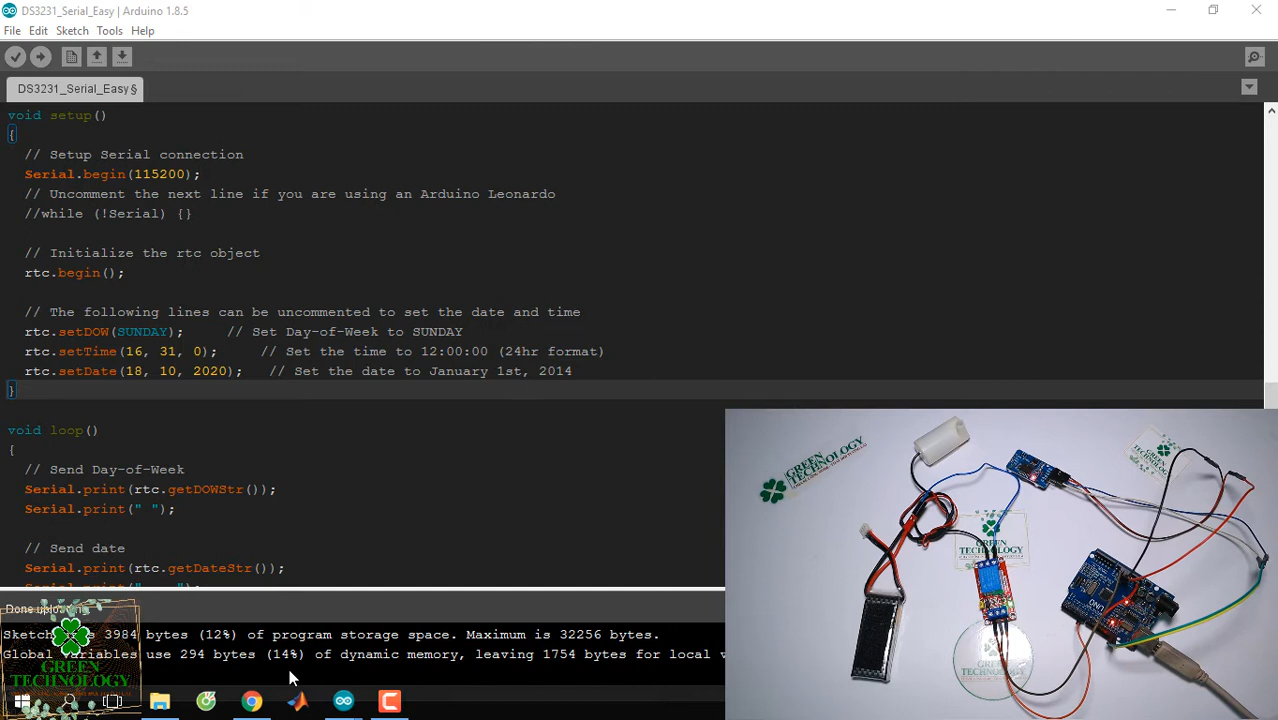 DS3231_Serial_Easy | Arduino 1.8.5
File Edit Sketch Tools Help
DS3231_Serial_Easy §
void setup()
{
// Setup Serial connection
Serial.begin(115200);
// Uncomment the next line if you are using an Arduino Leonardo
//while (!Serial) {}
// Initialize the rtc object
rtc.begin();
// The following lines can be uncommented to set the date and time
rtc.setDOW(SUNDAY); // Set Day-of-Week to SUNDAY
rtc.setTime(16, 31, 0); // Set the time to 12:00:00 (24hr format)
rtc.setDate(18, 10, 2020); // Set the date to January 1st, 2014
}
void loop()
{
// Send Day-of-Week
Serial.print(rtc.getDOWStr());
Serial.print(" ");
// Send date
Serial.print(rtc.getDateStr());
Done uploading.
Sketch 3984 bytes (12%) of program storage space. Maximum is 32256 bytes.
Global variables use 294 bytes (14%) of dynamic memory, leaving 1754 bytes for local
GREEN
TECHNOLOGY
GREEN
TECHNOLOGY
GREEN
TECHNOLOGY
UNO